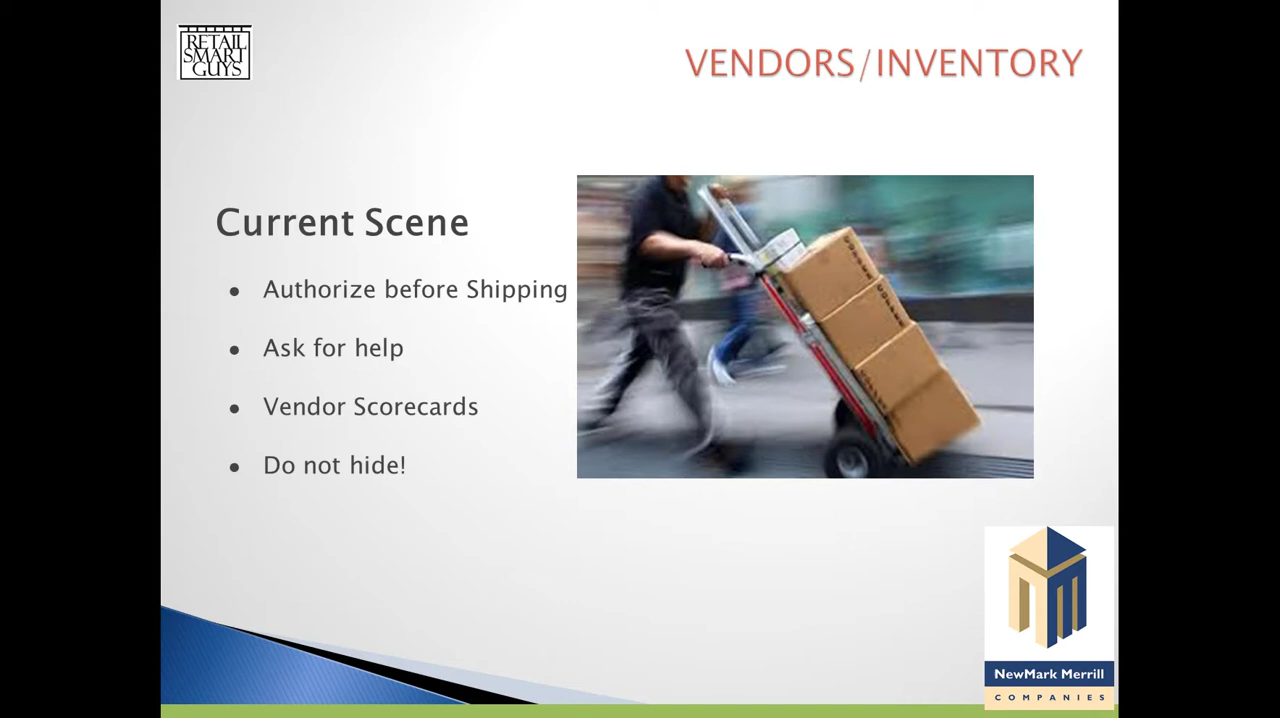 RETAIL
SMART
GUYS
VENDORS/INVENTORY
Current Scene
● Authorize before Shipping
● Ask for help
● Vendor Scorecards
● Do not hide!
NewMark Merrill
COMPANIES